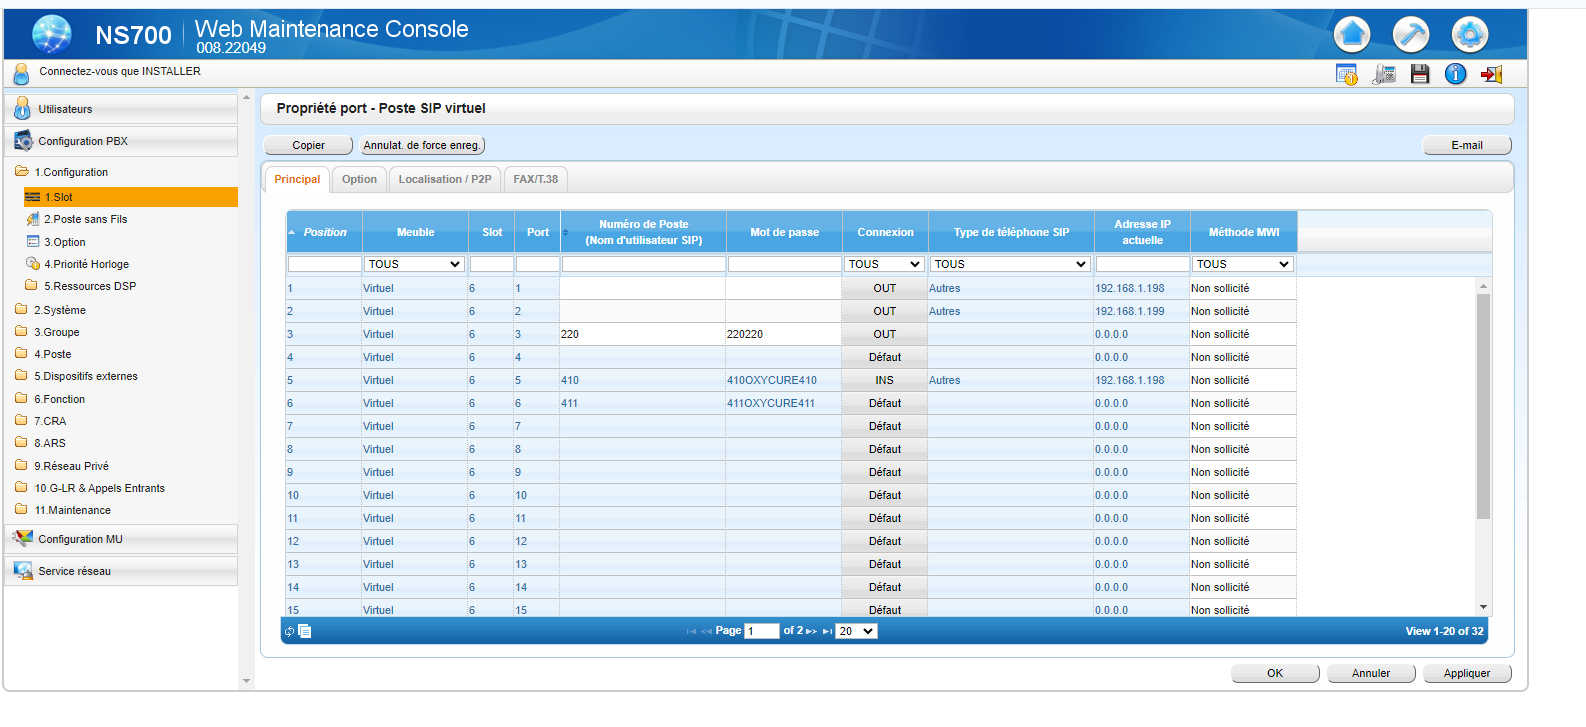 NS700
Web Maintenance Console
008.22049
Connectez-vous que INSTALLER
Utilisateurs
Configuration PBX
1.Configuration
1.Slot
2.Poste sans Fils
3.Option
4.Priorité Horloge
5.Ressources DSP
2.Système
3.Groupe
4.Poste
5.Dispositifs externes
6.Fonction
7.CRA
8.ARS
9.Réseau Privé
10.G-LR & Appels Entrants
11.Maintenance
Configuration MU
Service réseau
Propriété port - Poste SIP virtuel
Copier Annulat. de force enreg. E-mail
Principal Option Localisation / P2P FAX/T.38
Position Meuble Slot Port Numéro de Poste (Nom d'utilisateur SIP) Mot de passe Connexion Type de téléphone SIP Adresse IP actuelle Méthode MWI
TOUS TOUS TOUS TOUS
1 Virtuel 6 1 OUT Autres 192.168.1.198 Non sollicité
2 Virtuel 6 2 OUT Autres 192.168.1.199 Non sollicité
3 Virtuel 6 3 220 220220 OUT 0.0.0.0 Non sollicité
4 Virtuel 6 4 Défaut 0.0.0.0 Non sollicité
5 Virtuel 6 5 410 410OXYCURE410 INS Autres 192.168.1.198 Non sollicité
6 Virtuel 6 6 411 411OXYCURE411 Défaut 0.0.0.0 Non sollicité
7 Virtuel 6 7 Défaut 0.0.0.0 Non sollicité
8 Virtuel 6 8 Défaut 0.0.0.0 Non sollicité
9 Virtuel 6 9 Défaut 0.0.0.0 Non sollicité
10 Virtuel 6 10 Défaut 0.0.0.0 Non sollicité
11 Virtuel 6 11 Défaut 0.0.0.0 Non sollicité
12 Virtuel 6 12 Défaut 0.0.0.0 Non sollicité
13 Virtuel 6 13 Défaut 0.0.0.0 Non sollicité
14 Virtuel 6 14 Défaut 0.0.0.0 Non sollicité
15 Virtuel 6 15 Défaut 0.0.0.0 Non sollicité
Page 1 of 2 20 View 1-20 of 32
OK Annuler Appliquer